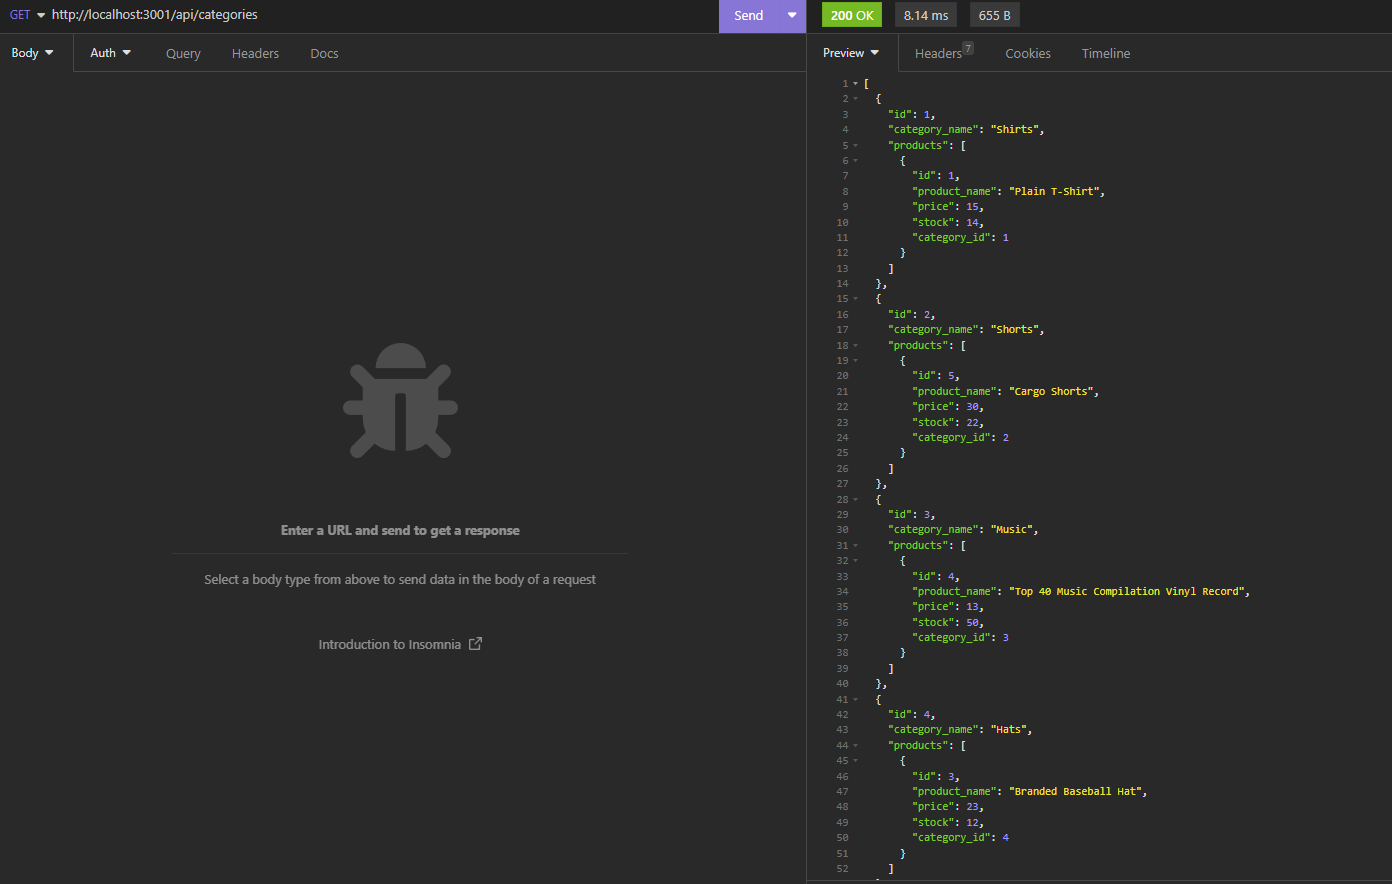 GET http://localhost:3001/api/categories Send 200 OK 8.14 ms 655 B
Body Auth Query Headers Docs Preview Headers 7 Cookies Timeline
Enter a URL and send to get a response
Select a body type from above to send data in the body of a request
Introduction to Insomnia
1 [
2 {
3 "id": 1,
4 "category_name": "Shirts",
5 "products": [
6 {
7 "id": 1,
8 "product_name": "Plain T-Shirt",
9 "price": 15,
10 "stock": 14,
11 "category_id": 1
12 }
13 ]
14 },
15 {
16 "id": 2,
17 "category_name": "Shorts",
18 "products": [
19 {
20 "id": 5,
21 "product_name": "Cargo Shorts",
22 "price": 30,
23 "stock": 22,
24 "category_id": 2
25 }
26 ]
27 },
28 {
29 "id": 3,
30 "category_name": "Music",
31 "products": [
32 {
33 "id": 4,
34 "product_name": "Top 40 Music Compilation Vinyl Record",
35 "price": 13,
36 "stock": 50,
37 "category_id": 3
38 }
39 ]
40 },
41 {
42 "id": 4,
43 "category_name": "Hats",
44 "products": [
45 {
46 "id": 3,
47 "product_name": "Branded Baseball Hat",
48 "price": 23,
49 "stock": 12,
50 "category_id": 4
51 }
52 ]